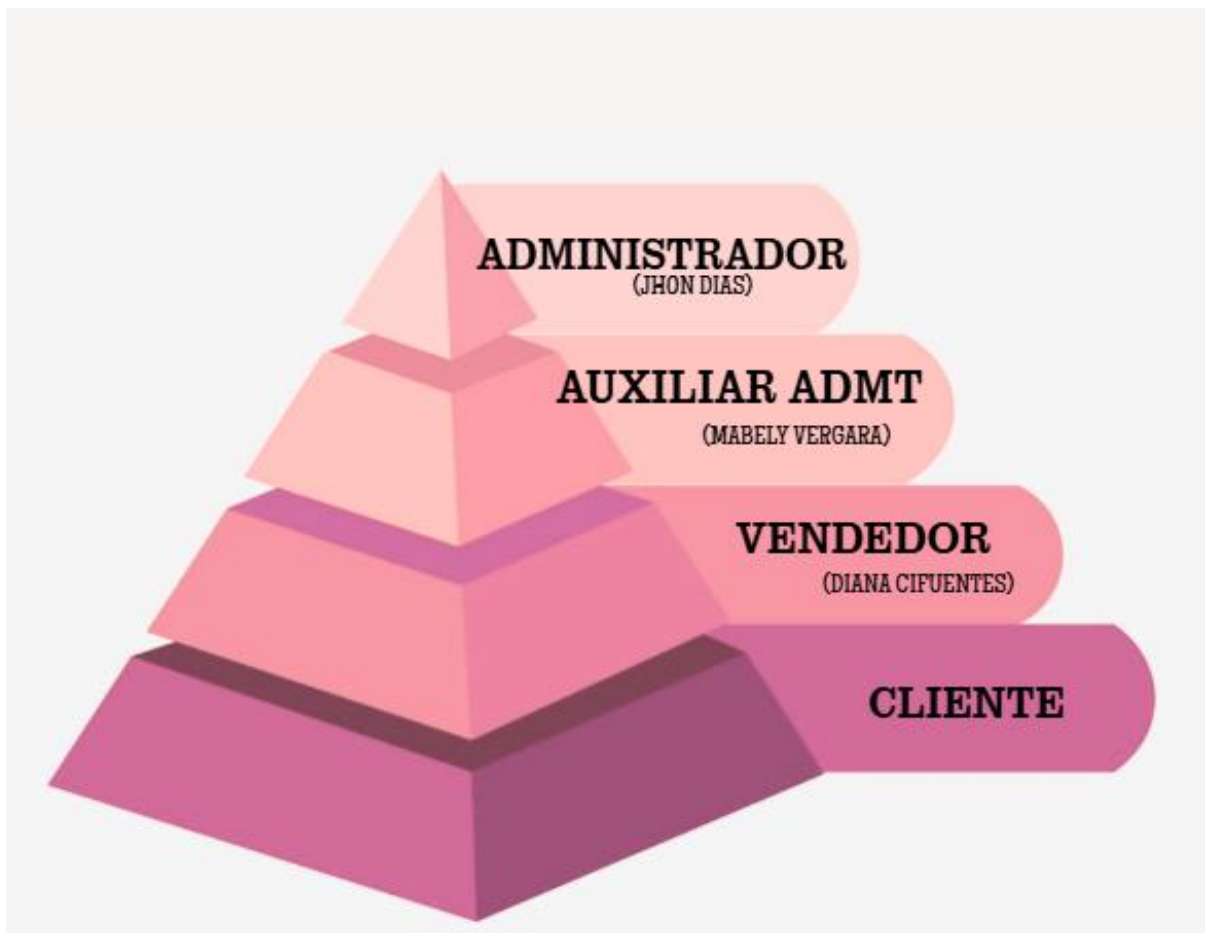 ADMINISTRADOR
(JHON DIAS)
AUXILIAR ADMT
(MABELY VERGARA)
VENDEDOR
(DIANA CIFUENTES)
CLIENTE